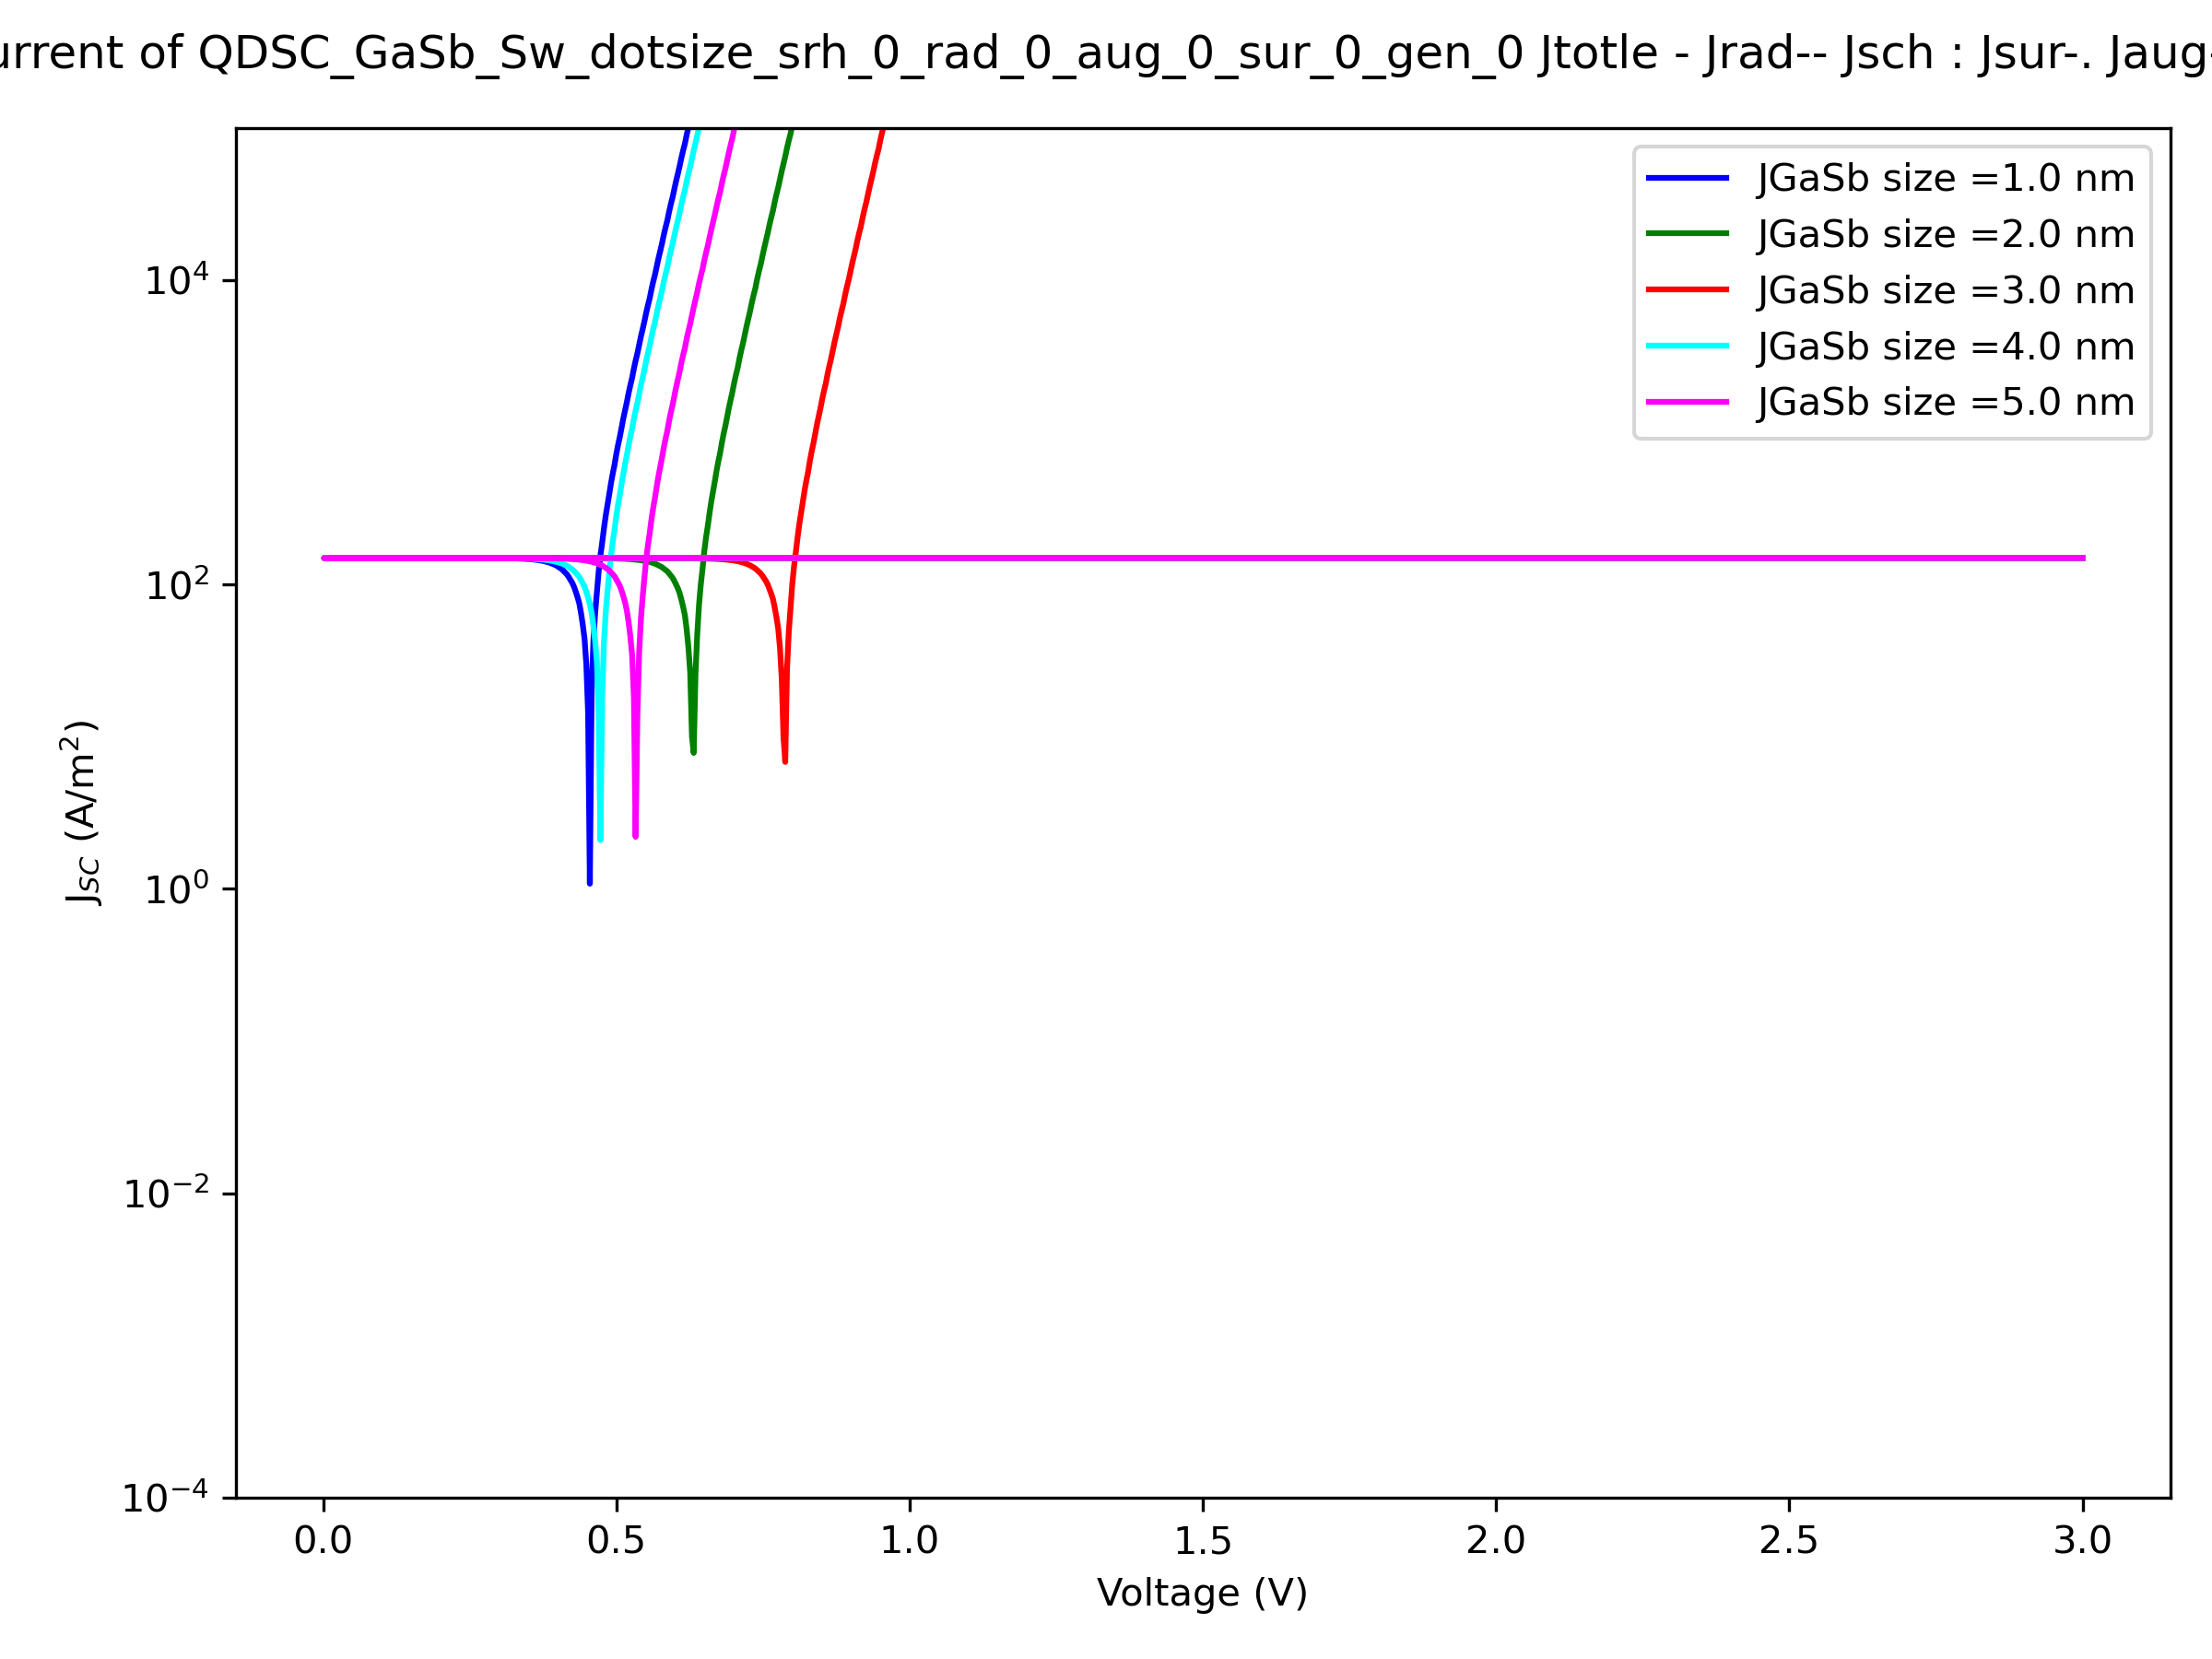 urrent of QDSC_GaSb_Sw_dotsize_srh_0_rad_0_aug_0_sur_0_gen_0 Jtotle - Jrad-- Jsch : Jsur-. Jaug-
JGaSb size =1.0 nm
JGaSb size =2.0 nm
JGaSb size =3.0 nm
JGaSb size =4.0 nm
JGaSb size =5.0 nm
10⁴
10²
10⁰
10⁻²
10⁻⁴
J_SC (A/m²)
0.0 0.5 1.0 1.5 2.0 2.5 3.0
Voltage (V)